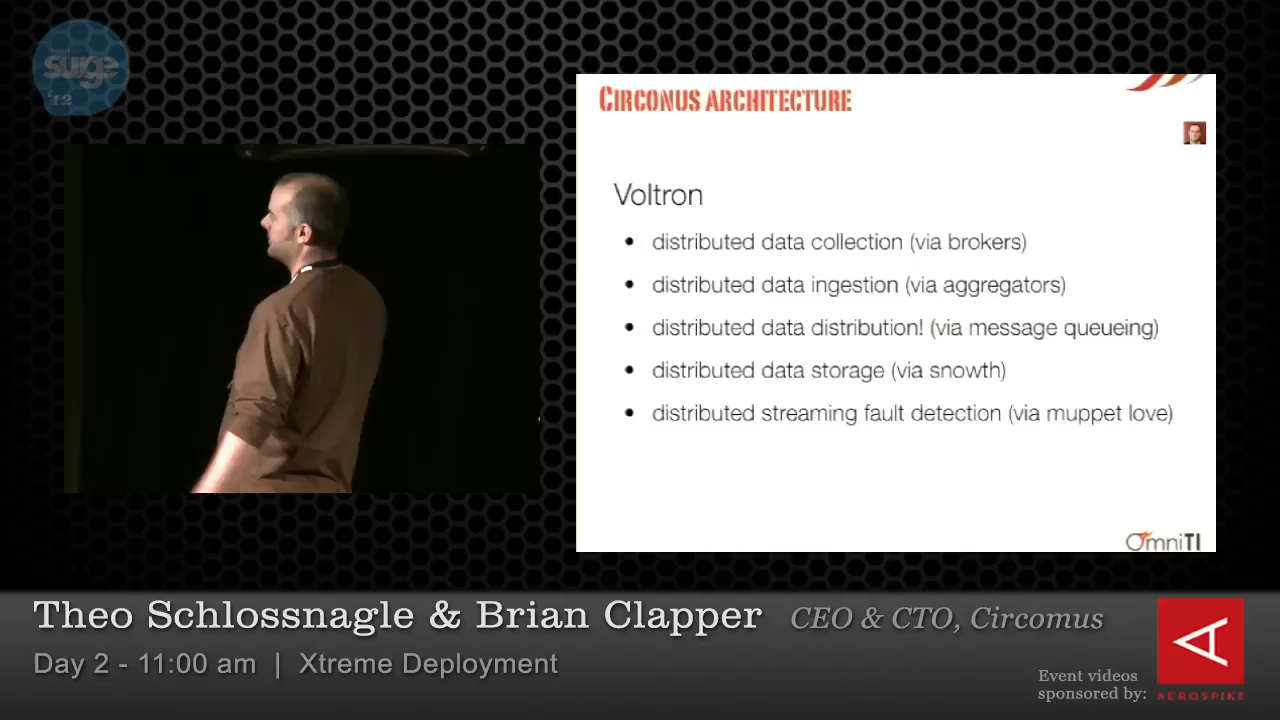 surge
'12
CIRCONUS ARCHITECTURE
Voltron
• distributed data collection (via brokers)
• distributed data ingestion (via aggregators)
• distributed data distribution! (via message queueing)
• distributed data storage (via snowth)
• distributed streaming fault detection (via muppet love)
OmniTI
Theo Schlossnagle & Brian Clapper CEO & CTO, Circomus
Day 2 - 11:00 am | Xtreme Deployment
Event videos
sponsored by:
AEROSPIKE